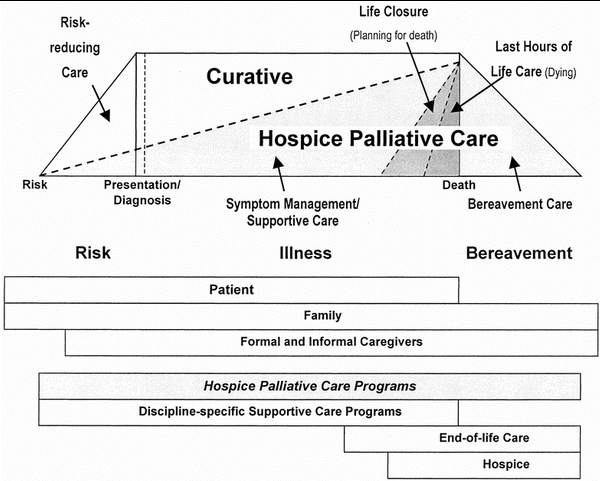 Risk-
reducing
Care
Life Closure
(Planning for death)
Last Hours of
Life Care (Dying)
Curative
Hospice Palliative Care
Risk
Presentation/
Diagnosis
Symptom Management/
Supportive Care
Death
Bereavement Care
Risk
Illness
Bereavement
Patient
Family
Formal and Informal Caregivers
Hospice Palliative Care Programs
Discipline-specific Supportive Care Programs
End-of-life Care
Hospice